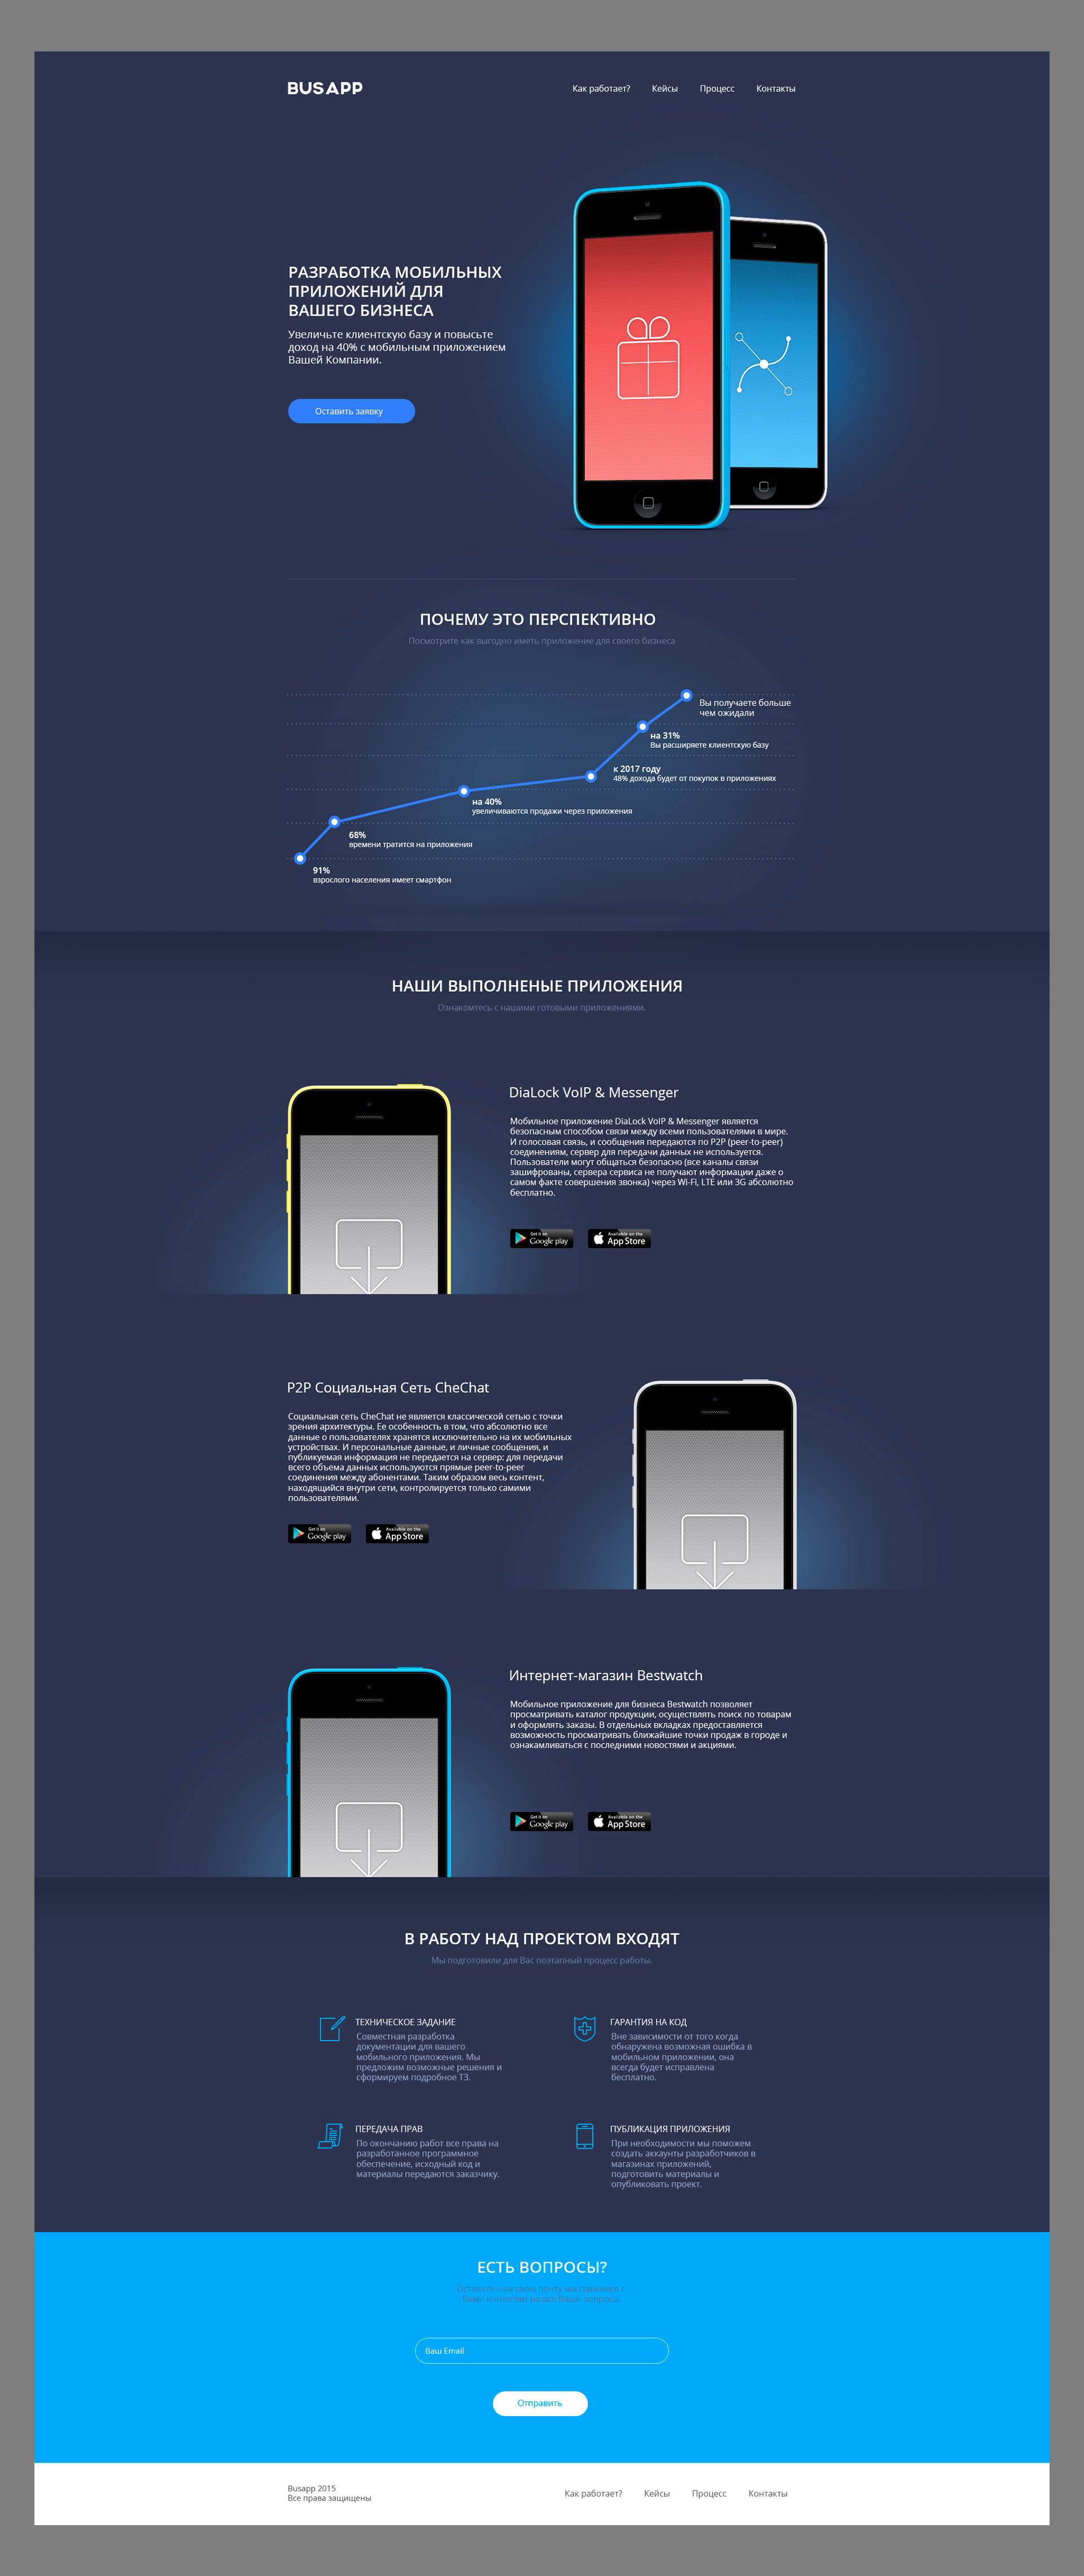 BUSAPP
Как работает? Кейсы Процесс Контакты
РАЗРАБОТКА МОБИЛЬНЫХ
ПРИЛОЖЕНИЙ ДЛЯ
ВАШЕГО БИЗНЕСА
Увеличьте клиентскую базу и повысьте
доход на 40% с мобильным приложением
Вашей Компании.
Оставить заявку
ПОЧЕМУ ЭТО ПЕРСПЕКТИВНО
Посмотрите как выгодно иметь приложение для своего бизнеса
Вы получаете больше
чем ожидали
на 31%
Вы расширяете клиентскую базу
к 2017 году
48% дохода будет от покупок в приложениях
на 40%
увеличиваются продажи через приложения
68%
времени тратится на приложения
91%
взрослого населения имеет смартфон
НАШИ ВЫПОЛНЕНЫЕ ПРИЛОЖЕНИЯ
Ознакомтесь с нашими готовыми приложениями.
DiaLock VoIP & Messenger
Мобильное приложение DiaLock VoIP & Messenger является
безопасным способом связи между всеми пользователями в мире.
И голосовая связь, и сообщения передаются по P2P (peer-to-peer)
соединениям, сервер для передачи данных не используется.
Пользователи могут общаться безопасно (все каналы связи
зашифрованы, сервера сервиса не получают информации даже о
самом факте совершения звонка) через Wi-Fi, LTE или 3G абсолютно
бесплатно.
Get it on
Google play
Available on the
App Store
P2P Социальная Сеть CheChat
Социальная сеть CheChat не является классической сетью с точки
зрения архитектуры. Ее особенность в том, что абсолютно все
данные о пользователях хранятся исключительно на их мобильных
устройствах. И персональные данные, и личные сообщения, и
публикуемая информация не передается на сервер: для передачи
всего объема данных используются прямые peer-to-peer
соединения между абонентами. Таким образом весь контент,
находящийся внутри сети, контролируется только самими
пользователями.
Get it on
Google play
Available on the
App Store
Интернет-магазин Bestwatch
Мобильное приложение для бизнеса Bestwatch позволяет
просматривать каталог продукции, осуществлять поиск по товарам
и оформлять заказы. В отдельных вкладках предоставляется
возможность просматривать ближайшие точки продаж в городе и
ознакамливаться с последними новостями и акциями.
Get it on
Google play
Available on the
App Store
В РАБОТУ НАД ПРОЕКТОМ ВХОДЯТ
Мы подготовили для Вас поэтапный процесс работы.
ТЕХНИЧЕСКОЕ ЗАДАНИЕ
Совместная разработка
документации для вашего
мобильного приложения. Мы
предложим возможные решения и
сформируем подробное ТЗ.
ГАРАНТИЯ НА КОД
Вне зависимости от того когда
обнаружена возможная ошибка в
мобильном приложении, она
всегда будет исправлена
бесплатно.
ПЕРЕДАЧА ПРАВ
По окончанию работ все права на
разработанное программное
обеспечение, исходный код и
материалы передаются заказчику.
ПУБЛИКАЦИЯ ПРИЛОЖЕНИЯ
При необходимости мы поможем
создать аккаунты разработчиков в
магазинах приложений,
подготовить материалы и
опубликовать проект.
ЕСТЬ ВОПРОСЫ?
Оставьте нам свою почту мы свяжемся с
Вами и ответим на все Ваши вопросы.
Ваш Email
Отправить
Busapp 2015
Все права защищены
Как работает? Кейсы Процесс Контакты